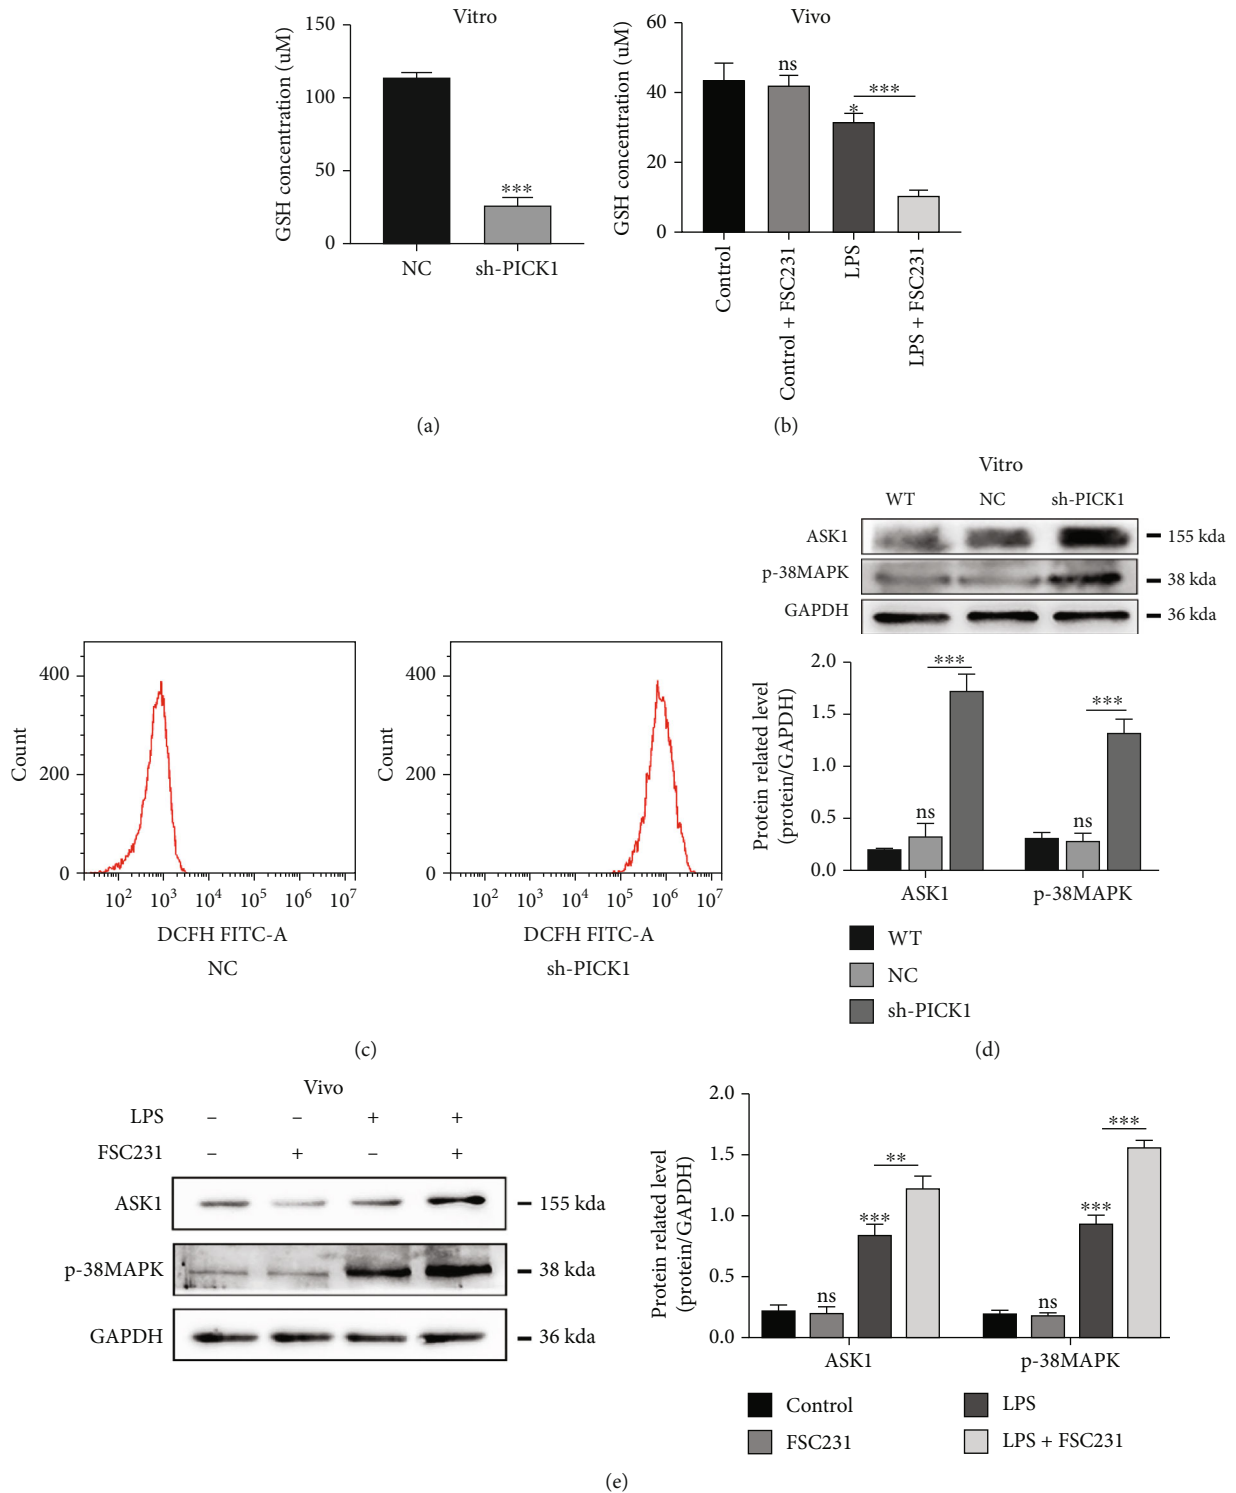 Vitro
GSH concentration (uM)
150
100
50
0
***
NC
sh-PICK1
(a)
Vivo
GSH concentration (uM)
60
40
20
0
ns
*
***
Control
Control + FSC231
LPS
LPS + FSC231
(b)
Count
400
200
0
10² 10³ 10⁴ 10⁵ 10⁶ 10⁷
DCFH FITC-A
NC
Count
400
200
0
10² 10³ 10⁴ 10⁵ 10⁶ 10⁷
DCFH FITC-A
sh-PICK1
(c)
Vitro
WT NC sh-PICK1
ASK1 155 kda
p-38MAPK 38 kda
GAPDH 36 kda
Protein related level
(protein/GAPDH)
2.0
1.5
1.0
0.5
0.0
ns
***
ns
***
ASK1 p-38MAPK
WT
NC
sh-PICK1
(d)
Vivo
LPS – – + +
FSC231 – + – +
ASK1 155 kda
p-38MAPK 38 kda
GAPDH 36 kda
Protein related level
(protein/GAPDH)
2.0
1.5
1.0
0.5
0.0
ns
***
**
ns
***
***
ASK1 p-38MAPK
Control
FSC231
LPS
LPS + FSC231
(e)